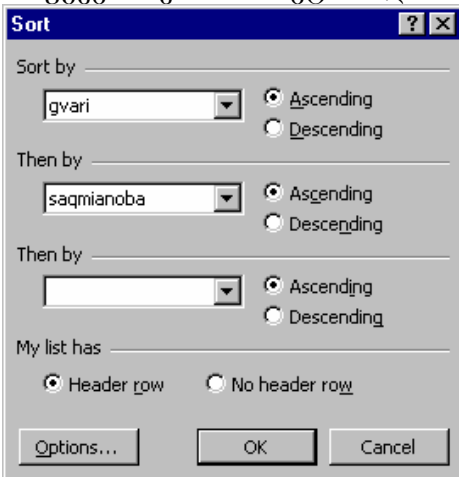 Sort
Sort by
gvari
Ascending
Descending
Then by
saqmianoba
Ascending
Descending
Then by
Ascending
Descending
My list has
Header row
No header row
Options...
OK
Cancel